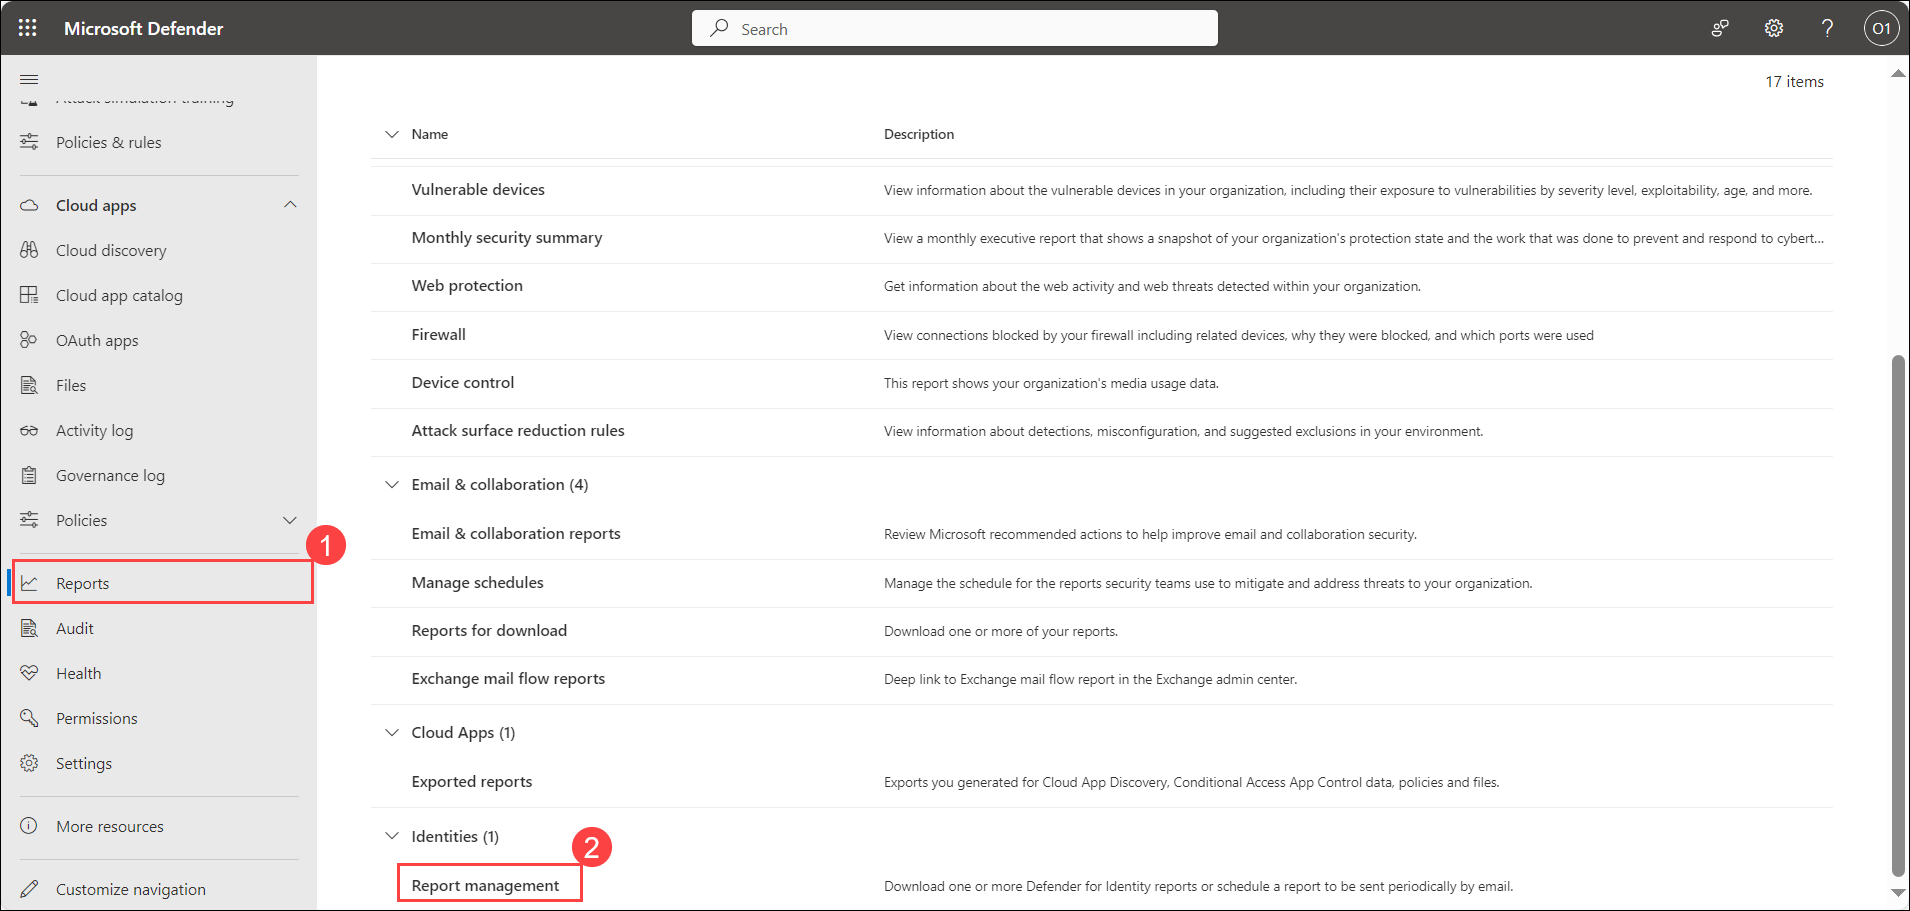 Microsoft Defender
Search
O1
Attack simulation training
Policies & rules
Cloud apps
Cloud discovery
Cloud app catalog
OAuth apps
Files
Activity log
Governance log
Policies
1
Reports
Audit
Health
Permissions
Settings
More resources
Customize navigation
17 items
Name Description
Vulnerable devices View information about the vulnerable devices in your organization, including their exposure to vulnerabilities by severity level, exploitability, age, and more.
Monthly security summary View a monthly executive report that shows a snapshot of your organization's protection state and the work that was done to prevent and respond to cybert...
Web protection Get information about the web activity and web threats detected within your organization.
Firewall View connections blocked by your firewall including related devices, why they were blocked, and which ports were used
Device control This report shows your organization's media usage data.
Attack surface reduction rules View information about detections, misconfiguration, and suggested exclusions in your environment.
Email & collaboration (4)
Email & collaboration reports Review Microsoft recommended actions to help improve email and collaboration security.
Manage schedules Manage the schedule for the reports security teams use to mitigate and address threats to your organization.
Reports for download Download one or more of your reports.
Exchange mail flow reports Deep link to Exchange mail flow report in the Exchange admin center.
Cloud Apps (1)
Exported reports Exports you generated for Cloud App Discovery, Conditional Access App Control data, policies and files.
Identities (1)
2
Report management Download one or more Defender for Identity reports or schedule a report to be sent periodically by email.